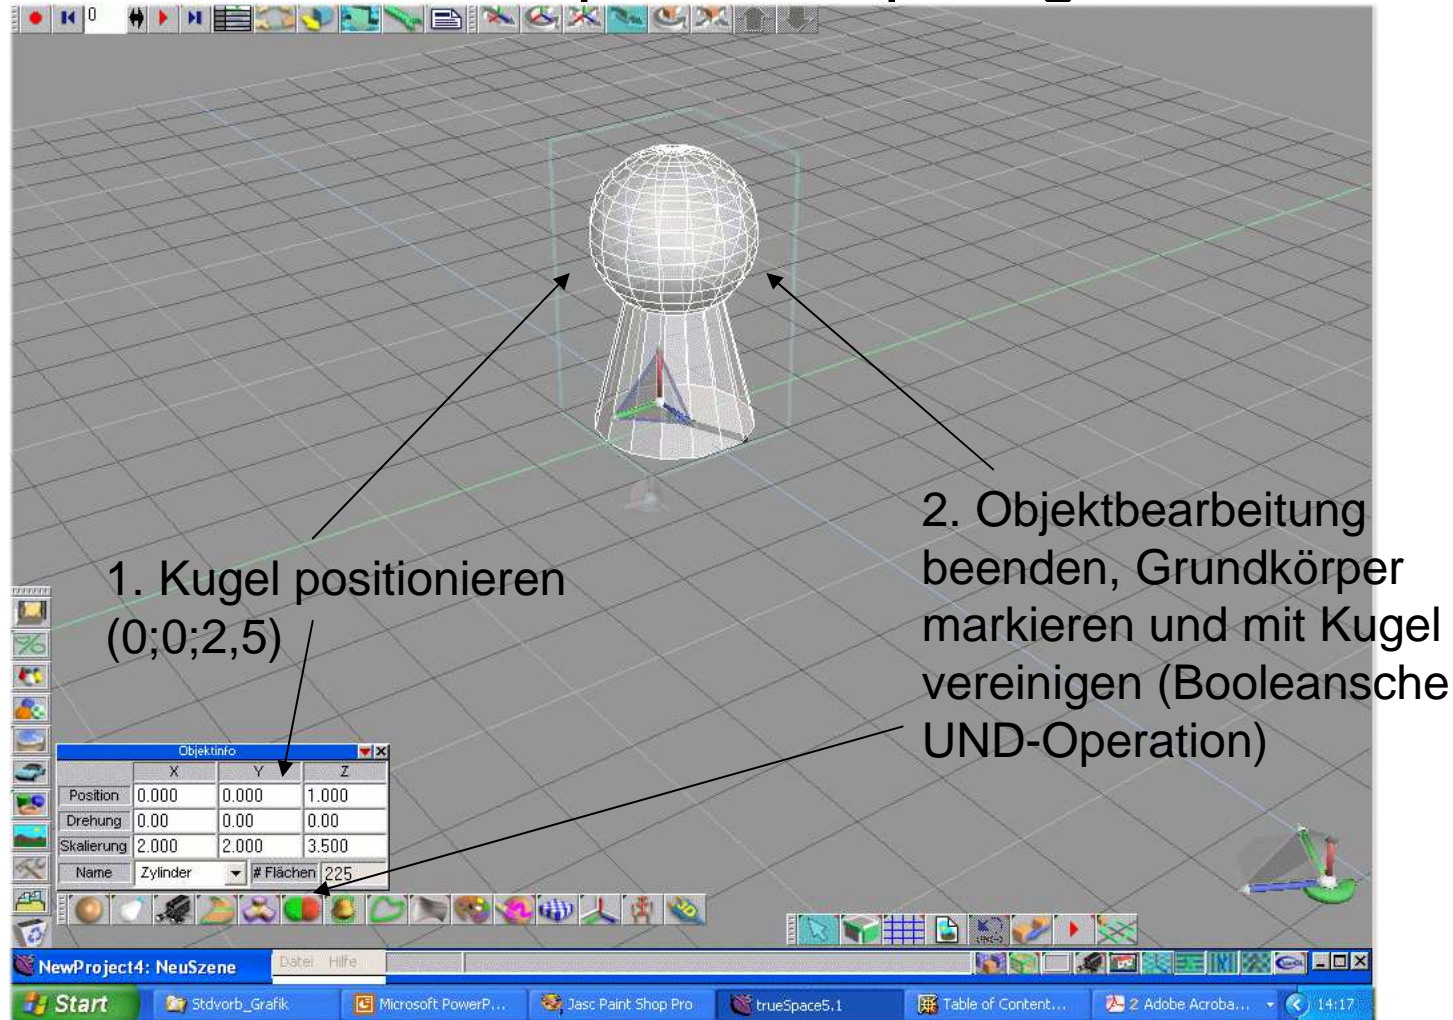 0
1. Kugel positionieren
(0;0;2,5)
2. Objektbearbeitung
beenden, Grundkörper
markieren und mit Kugel
vereinigen (Booleansche
UND-Operation)
Objektinfo
X Y Z
Position 0.000 0.000 1.000
Drehung 0.00 0.00 0.00
Skalierung 2.000 2.000 3.500
Name Zylinder # Flächen 225
NewProject4: NeuSzene Datei Hilfe
Start Stdvorb_Grafik Microsoft PowerP... Jasc Paint Shop Pro trueSpace5.1 Table of Content... 2 Adobe Acroba... 14:17